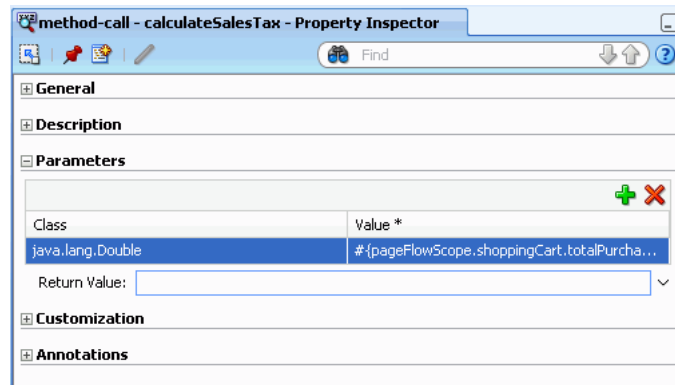 method-call - calculateSalesTax - Property Inspector
Find
General
Description
Parameters
Class Value *
java.lang.Double #{pageFlowScope.shoppingCart.totalPurcha...
Return Value:
Customization
Annotations